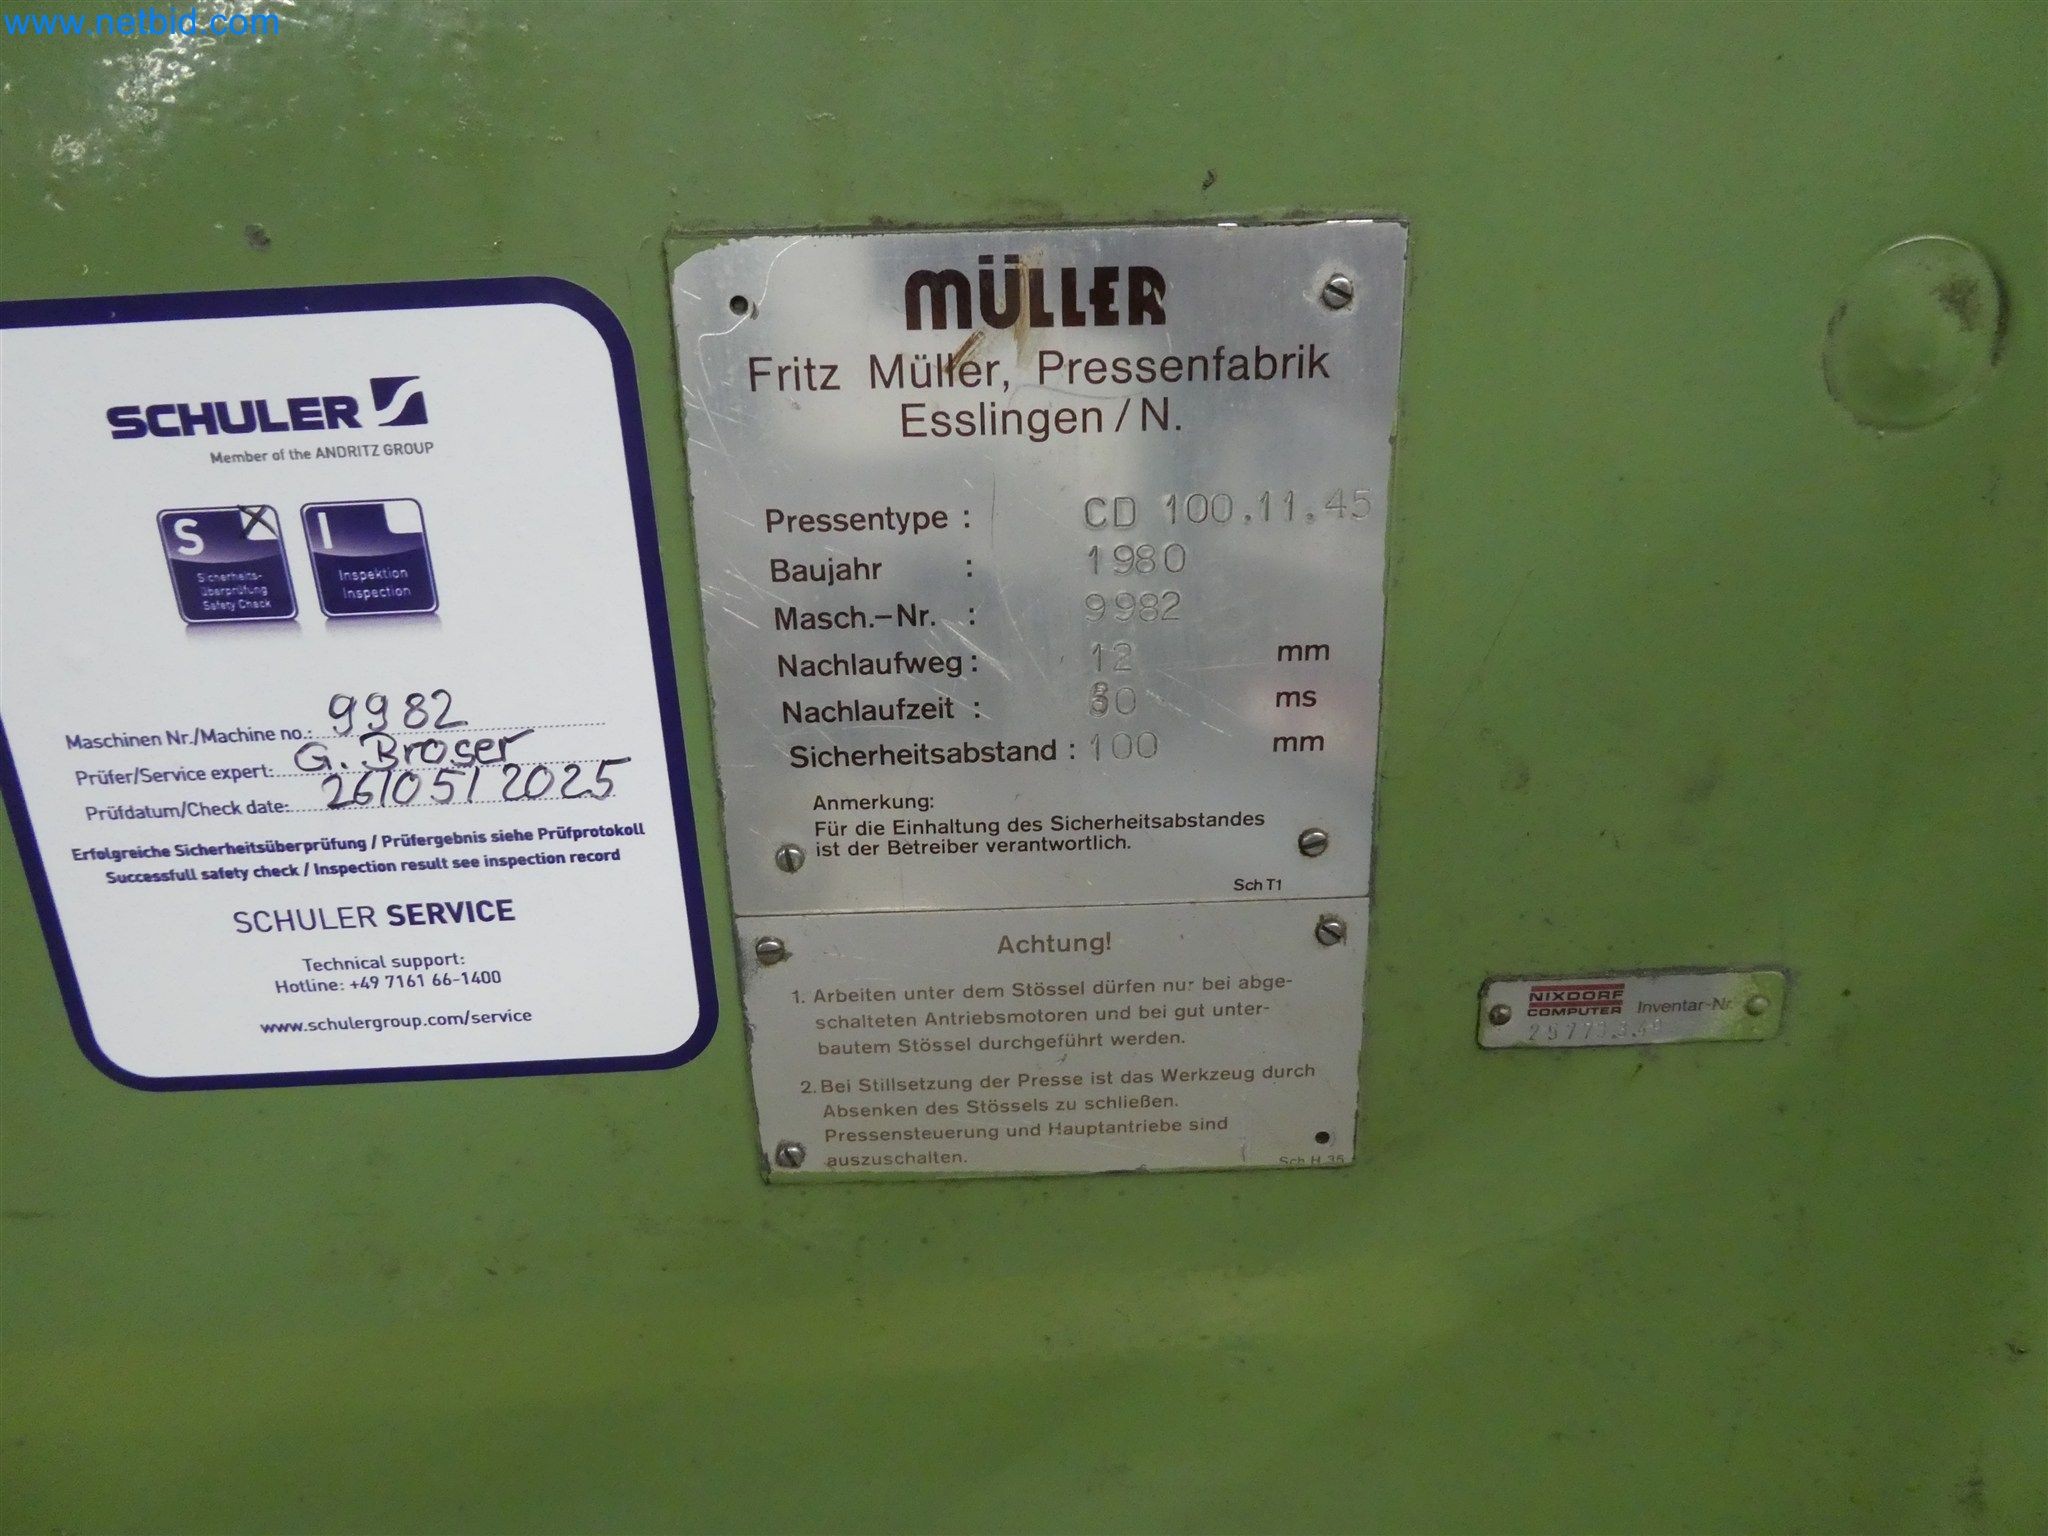 www.netbid.com
SCHULER
Member of the ANDRITZ GROUP
S
Sicherheits-
überprüfung
Safety Check
I
Inspektion
Inspection
Maschinen Nr./Machine no.: 9982
Prüfer/Service expert: G. Broser
Prüfdatum/Check date: 26/05/2025
Erfolgreiche Sicherheitsüberprüfung / Prüfergebnis siehe Prüfprotokoll
Successfull safety check / Inspection result see inspection record
SCHULER SERVICE
Technical support:
Hotline: +49 7161 66-1400
www.schulergroup.com/service
MÜLLER
Fritz Müller, Pressenfabrik
Esslingen/N.
Pressentype: CD 100.11.45
Baujahr: 1980
Masch.-Nr.: 9982
Nachlaufweg: 12 mm
Nachlaufzeit: ms
Sicherheitsabstand: 100 mm
Anmerkung:
Für die Einhaltung des Sicherheitsabstandes
ist der Betreiber verantwortlich.
Sch T1
Achtung!
1. Arbeiten unter dem Stössel dürfen nur bei abge-
schalteten Antriebsmotoren und bei gut unter-
bautem Stössel durchgeführt werden.
2. Bei Stillsetzung der Presse ist das Werkzeug durch
Absenken des Stössels zu schließen.
Pressensteuerung und Hauptantriebe sind
auszuschalten.
Sch H 35
NIXDORF
COMPUTER Inventar-Nr.